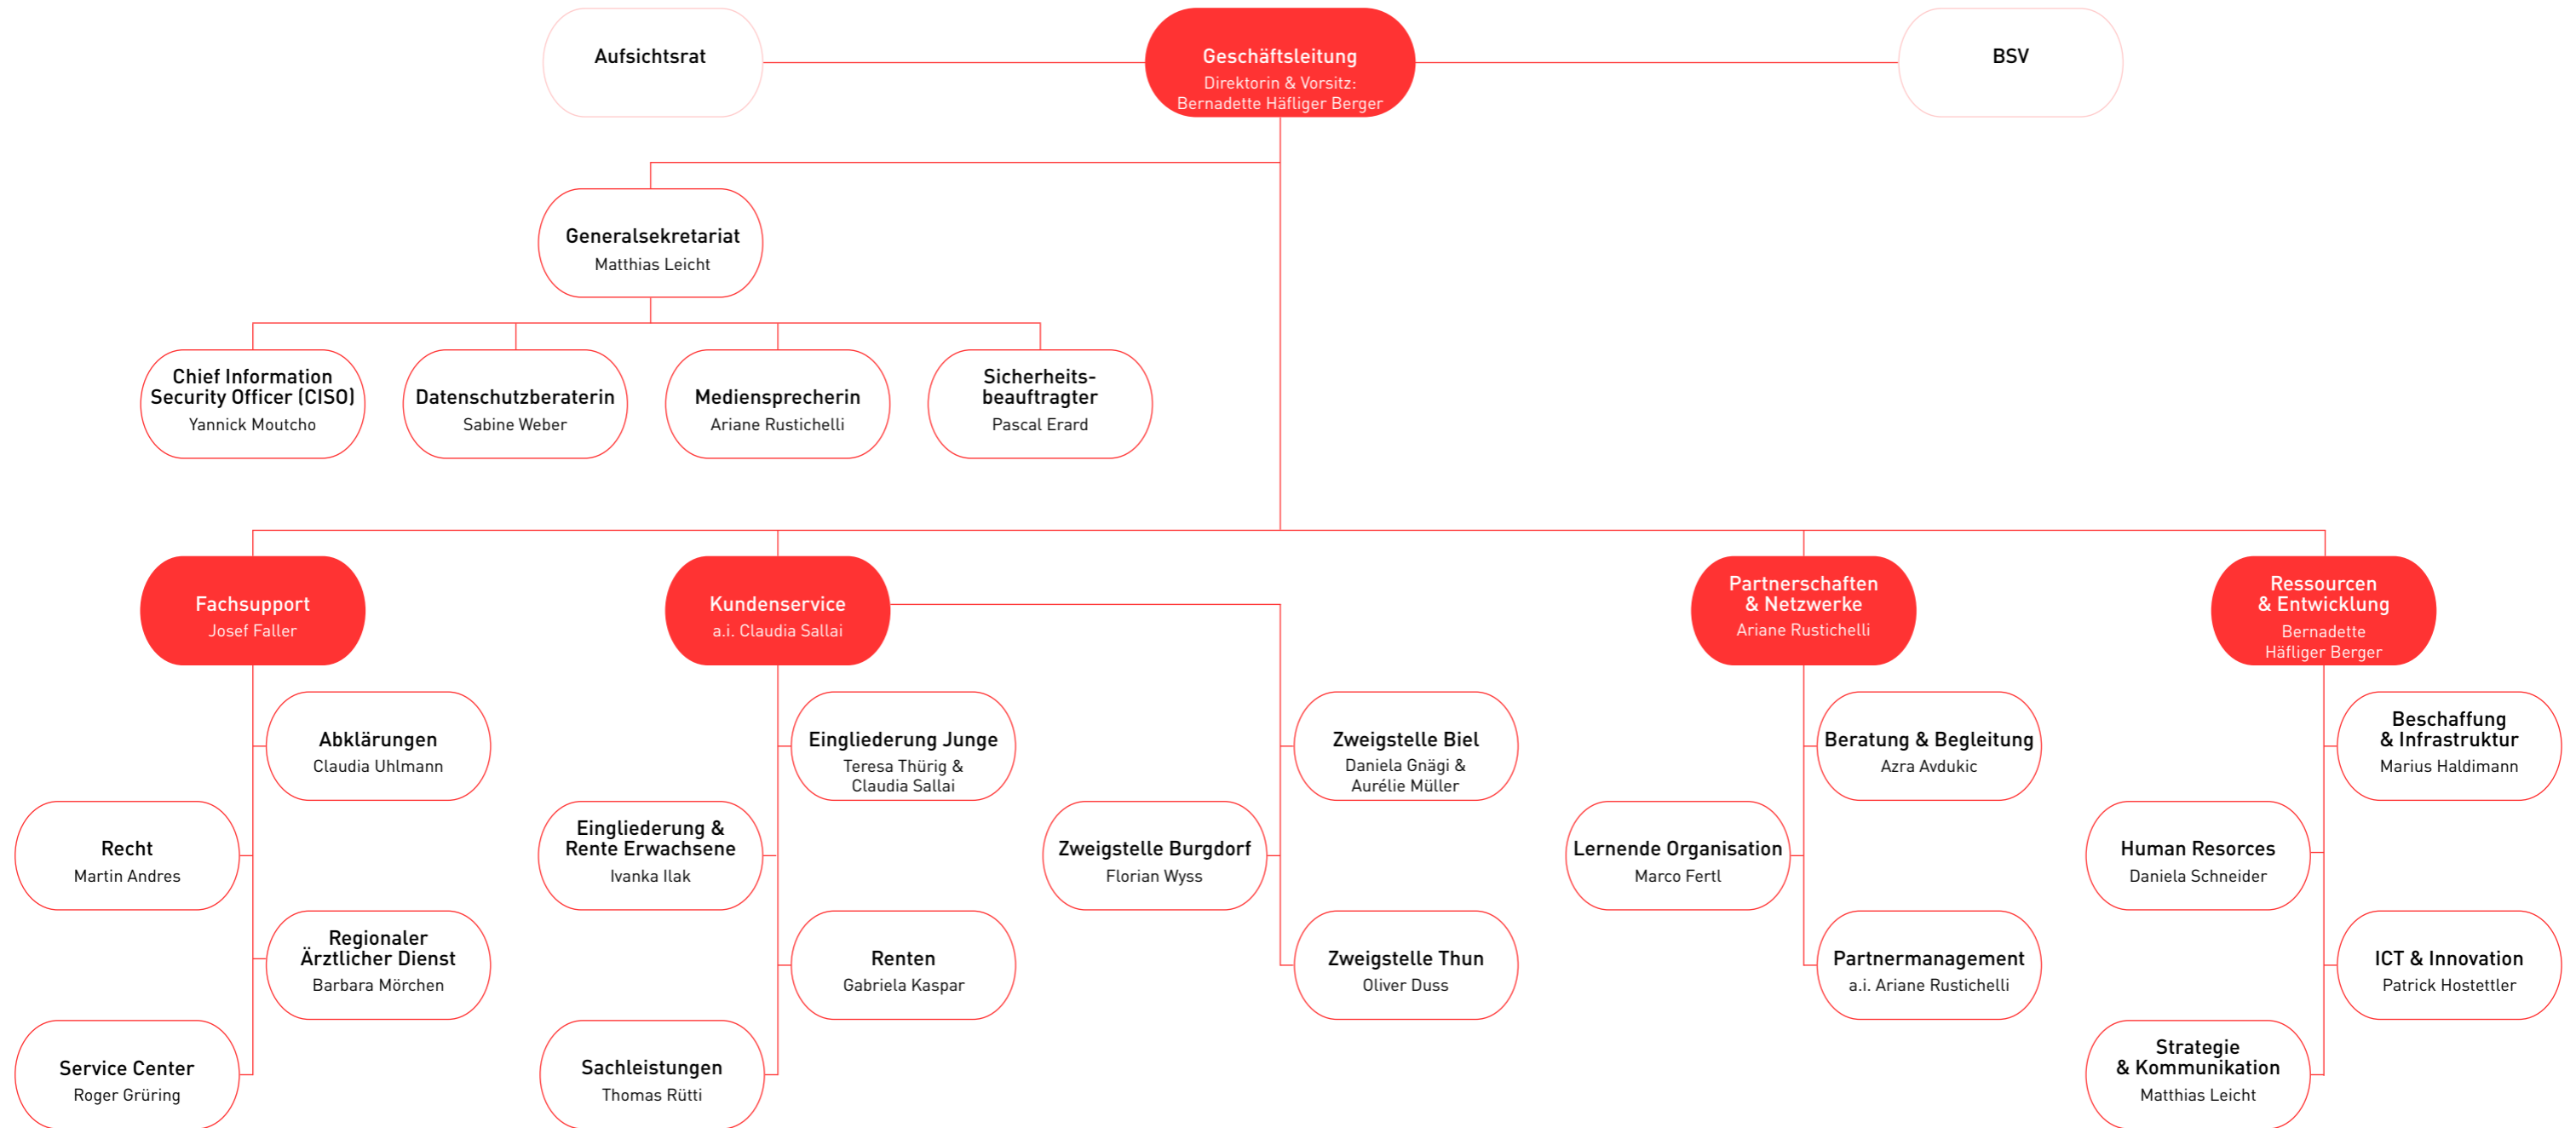 Aufsichtsrat
Geschäftsleitung
Direktorin & Vorsitz:
Bernadette Häfliger Berger
BSV
Generalsekretariat
Matthias Leicht
Chief Information
Security Officer (CISO)
Yannick Moutcho
Datenschutzberaterin
Sabine Weber
Mediensprecherin
Ariane Rustichelli
Sicherheits-
beauftragter
Pascal Erard
Fachsupport
Josef Faller
Kundenservice
a.i. Claudia Sallai
Partnerschaften
& Netzwerke
Ariane Rustichelli
Ressourcen
& Entwicklung
Bernadette
Häfliger Berger
Abklärungen
Claudia Uhlmann
Recht
Martin Andres
Regionaler
Ärztlicher Dienst
Barbara Mörchen
Service Center
Roger Grüring
Eingliederung Junge
Teresa Thürig &
Claudia Sallai
Eingliederung &
Rente Erwachsene
Ivanka Ilak
Renten
Gabriela Kaspar
Sachleistungen
Thomas Rütti
Zweigstelle Biel
Daniela Gnägi &
Aurélie Müller
Zweigstelle Burgdorf
Florian Wyss
Zweigstelle Thun
Oliver Duss
Beratung & Begleitung
Azra Avdukic
Lernende Organisation
Marco Fertl
Partnermanagement
a.i. Ariane Rustichelli
Beschaffung
& Infrastruktur
Marius Haldimann
Human Resorces
Daniela Schneider
ICT & Innovation
Patrick Hostettler
Strategie
& Kommunikation
Matthias Leicht